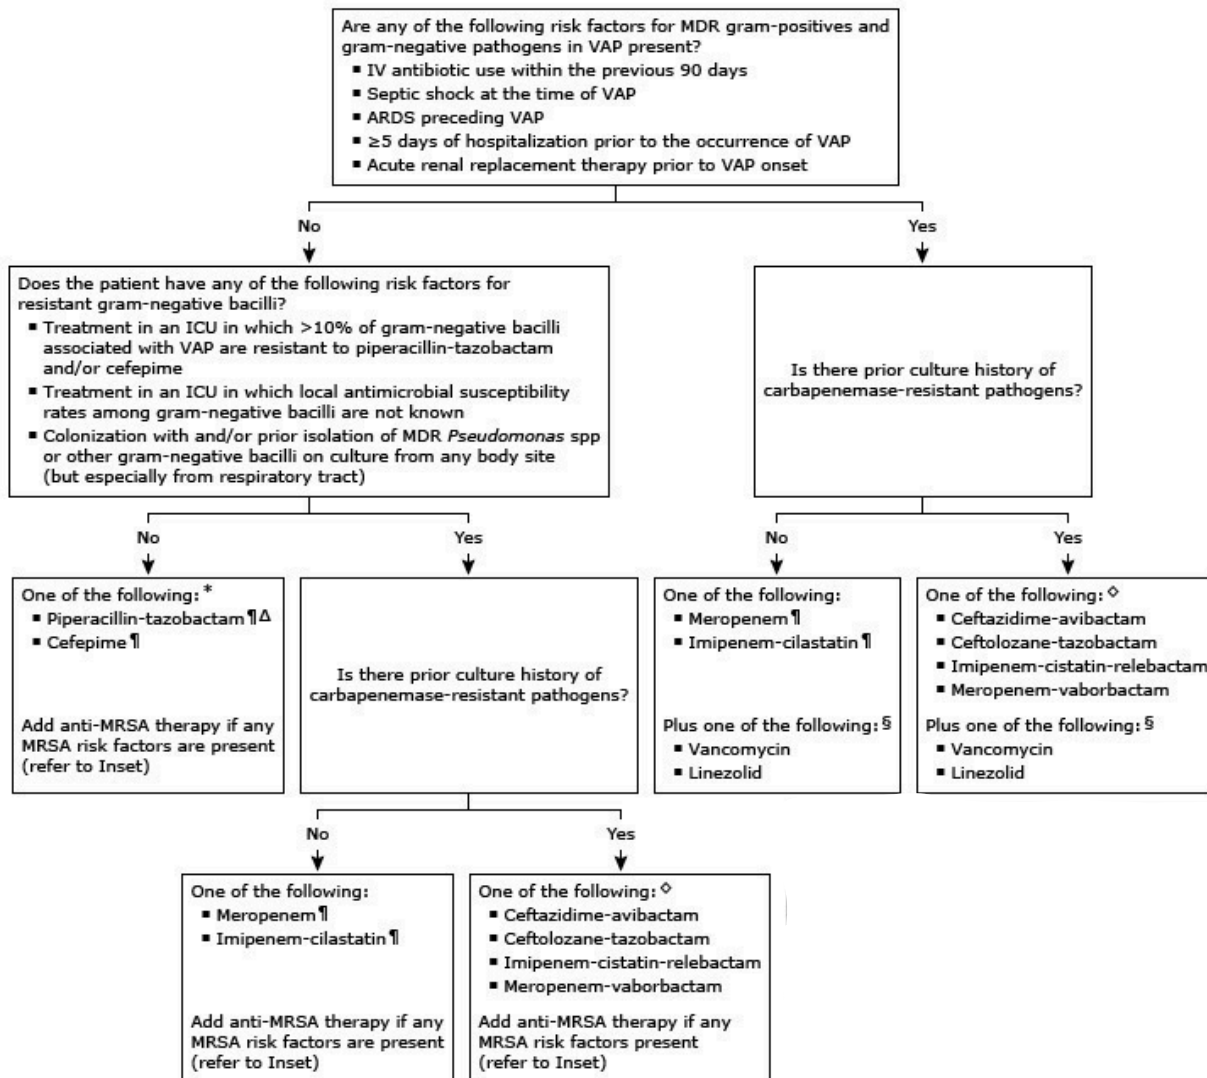 Are any of the following risk factors for MDR gram-positives and
gram-negative pathogens in VAP present?
▪ IV antibiotic use within the previous 90 days
▪ Septic shock at the time of VAP
▪ ARDS preceding VAP
▪ ≥5 days of hospitalization prior to the occurrence of VAP
▪ Acute renal replacement therapy prior to VAP onset
No
Yes
Does the patient have any of the following risk factors for
resistant gram-negative bacilli?
▪ Treatment in an ICU in which >10% of gram-negative bacilli
associated with VAP are resistant to piperacillin-tazobactam
and/or cefepime
▪ Treatment in an ICU in which local antimicrobial susceptibility
rates among gram-negative bacilli are not known
▪ Colonization with and/or prior isolation of MDR Pseudomonas spp
or other gram-negative bacilli on culture from any body site
(but especially from respiratory tract)
Is there prior culture history of
carbapenemase-resistant pathogens?
No
Yes
No
Yes
One of the following: *
▪ Piperacillin-tazobactam ¶Δ
▪ Cefepime ¶
Add anti-MRSA therapy if any
MRSA risk factors are present
(refer to Inset)
Is there prior culture history of
carbapenemase-resistant pathogens?
One of the following:
▪ Meropenem ¶
▪ Imipenem-cilastatin ¶
Plus one of the following: §
▪ Vancomycin
▪ Linezolid
One of the following: ◇
▪ Ceftazidime-avibactam
▪ Ceftolozane-tazobactam
▪ Imipenem-cistatin-relebactam
▪ Meropenem-vaborbactam
Plus one of the following: §
▪ Vancomycin
▪ Linezolid
No
Yes
One of the following:
▪ Meropenem ¶
▪ Imipenem-cilastatin ¶
Add anti-MRSA therapy if any
MRSA risk factors are present
(refer to Inset)
One of the following: ◇
▪ Ceftazidime-avibactam
▪ Ceftolozane-tazobactam
▪ Imipenem-cistatin-relebactam
▪ Meropenem-vaborbactam
Add anti-MRSA therapy if any
MRSA risk factors present
(refer to Inset)